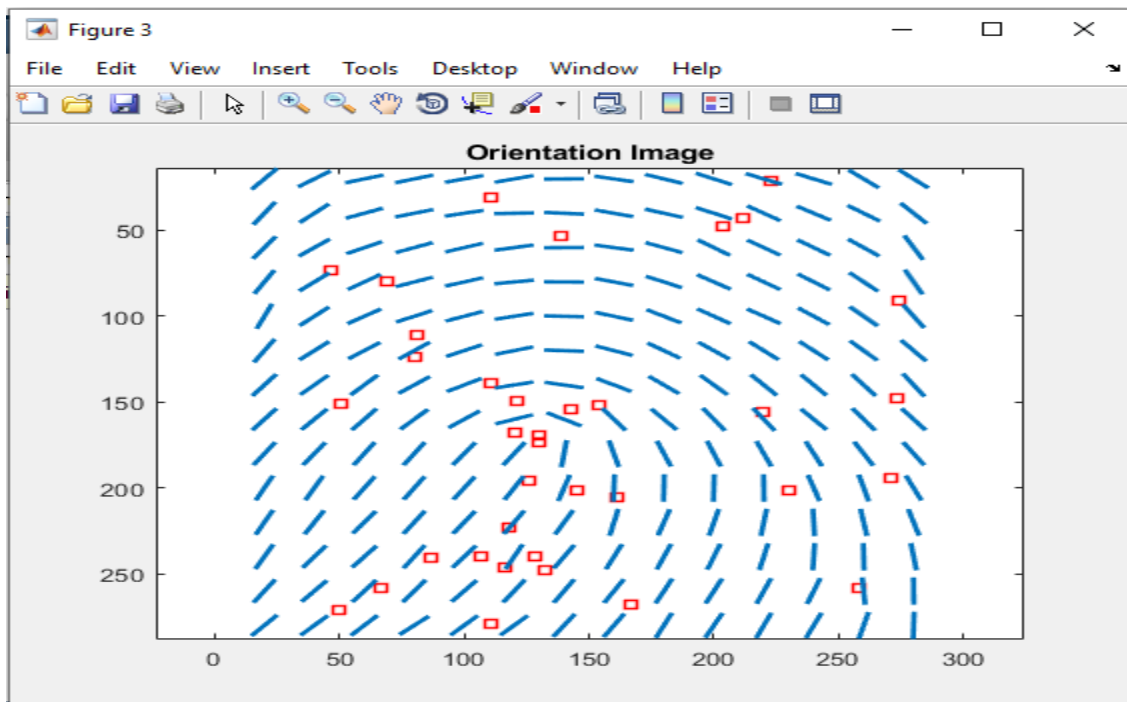 Figure 3
File Edit View Insert Tools Desktop Window Help
Orientation Image
50
100
150
200
250
0 50 100 150 200 250 300